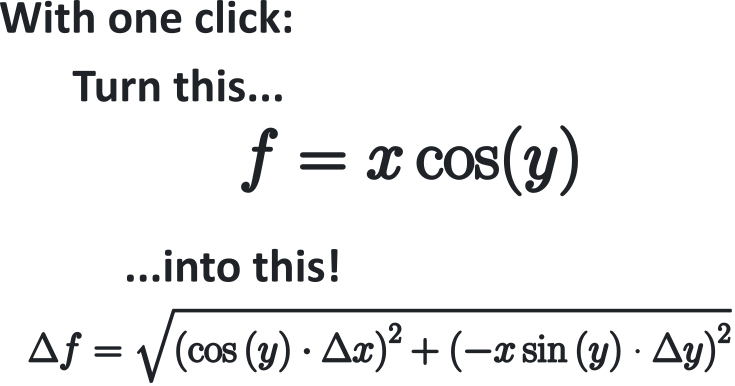 With one click:
Turn this...
f = x cos(y)
...into this!
Δf = √((cos (y) · Δx)² + (−x sin (y) · Δy)²)